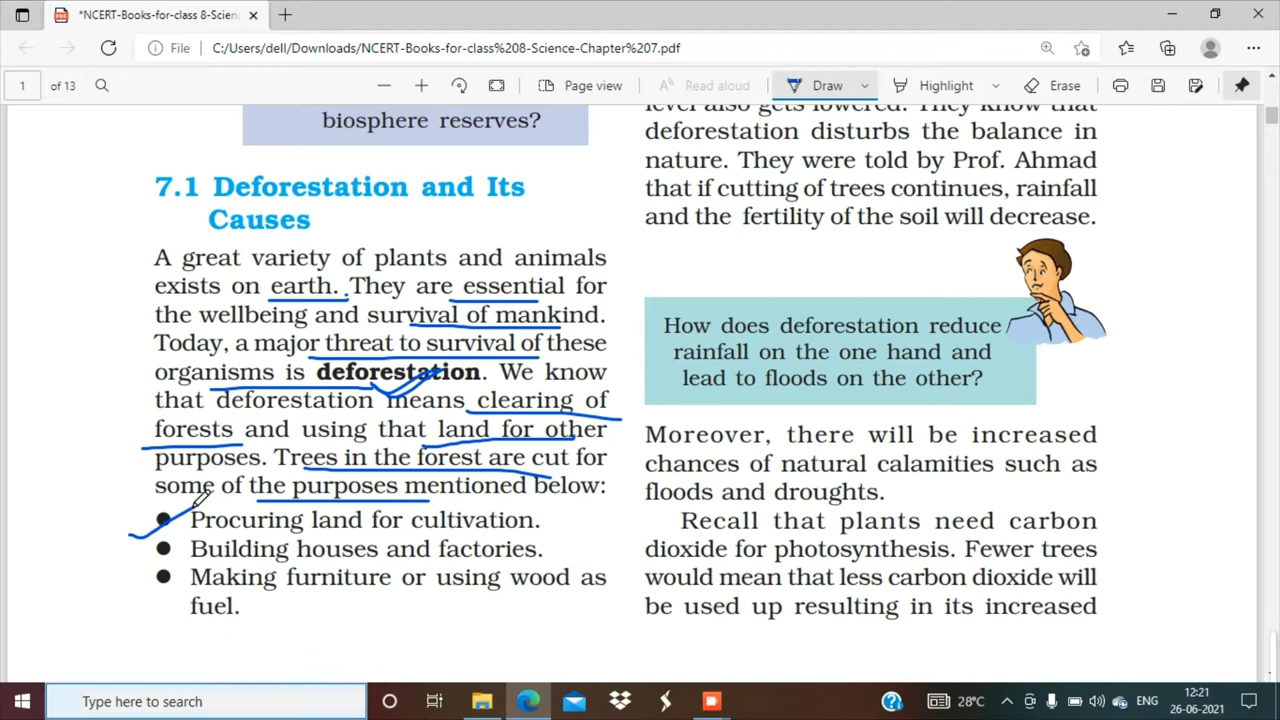 *NCERT-Books-for class 8-Scienc
File
C:/Users/dell/Downloads/NCERT-Books-for-class%208-Science-Chapter%207.pdf
1 of 13
Page view
Read aloud
Draw
Highlight
Erase
biosphere reserves?
7.1 Deforestation and Its
Causes
A great variety of plants and animals
exists on earth. They are essential for
the wellbeing and survival of mankind.
Today, a major threat to survival of these
organisms is deforestation. We know
that deforestation means clearing of
forests and using that land for other
purposes. Trees in the forest are cut for
some of the purposes mentioned below:
● Procuring land for cultivation.
● Building houses and factories.
● Making furniture or using wood as
fuel.
level also gets lowered. They know that
deforestation disturbs the balance in
nature. They were told by Prof. Ahmad
that if cutting of trees continues, rainfall
and the fertility of the soil will decrease.
How does deforestation reduce
rainfall on the one hand and
lead to floods on the other?
Moreover, there will be increased
chances of natural calamities such as
floods and droughts.
Recall that plants need carbon
dioxide for photosynthesis. Fewer trees
would mean that less carbon dioxide will
be used up resulting in its increased
Type here to search
28°C
ENG
12:21
26-06-2021